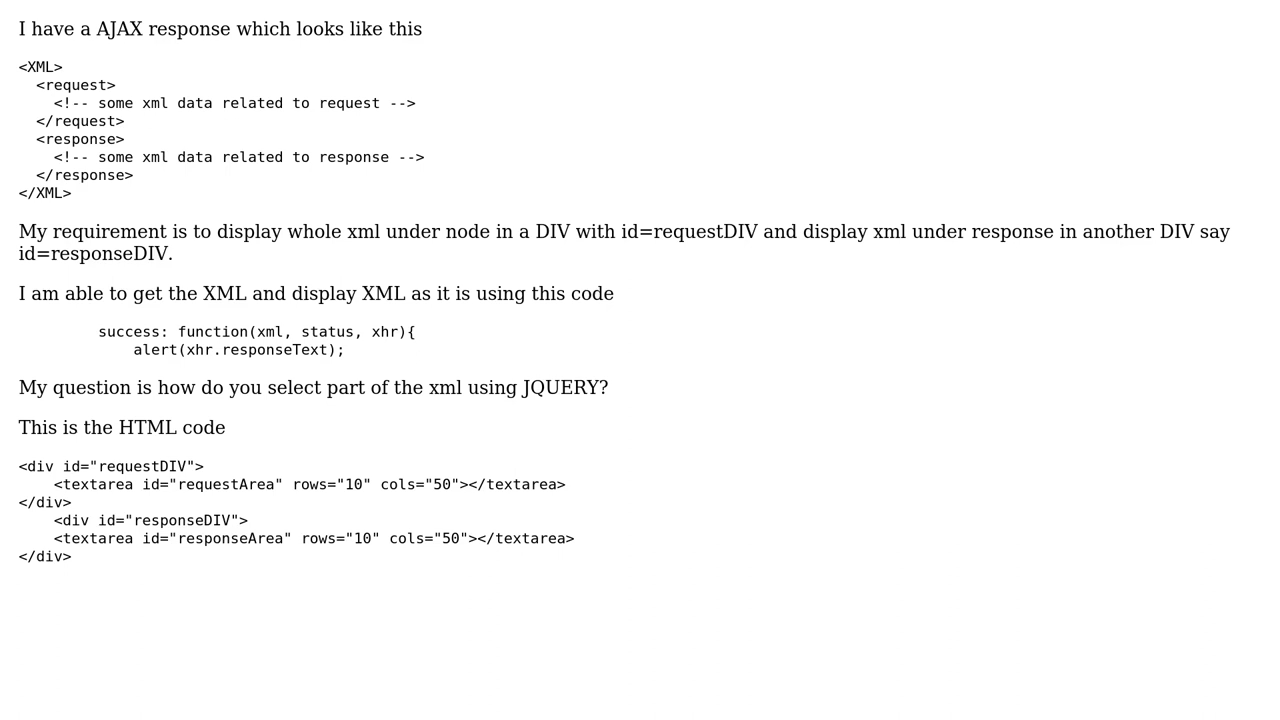 I have a AJAX response which looks like this
<XML>
  <request>
    <!-- some xml data related to request -->
  </request>
  <response>
    <!-- some xml data related to response -->
  </response>
</XML>
My requirement is to display whole xml under node in a DIV with id=requestDIV and display xml under response in another DIV say
id=responseDIV.
I am able to get the XML and display XML as it is using this code
         success: function(xml, status, xhr){
             alert(xhr.responseText);
My question is how do you select part of the xml using JQUERY?
This is the HTML code
<div id="requestDIV">
    <textarea id="requestArea" rows="10" cols="50"></textarea>
</div>
    <div id="responseDIV">
    <textarea id="responseArea" rows="10" cols="50"></textarea>
</div>